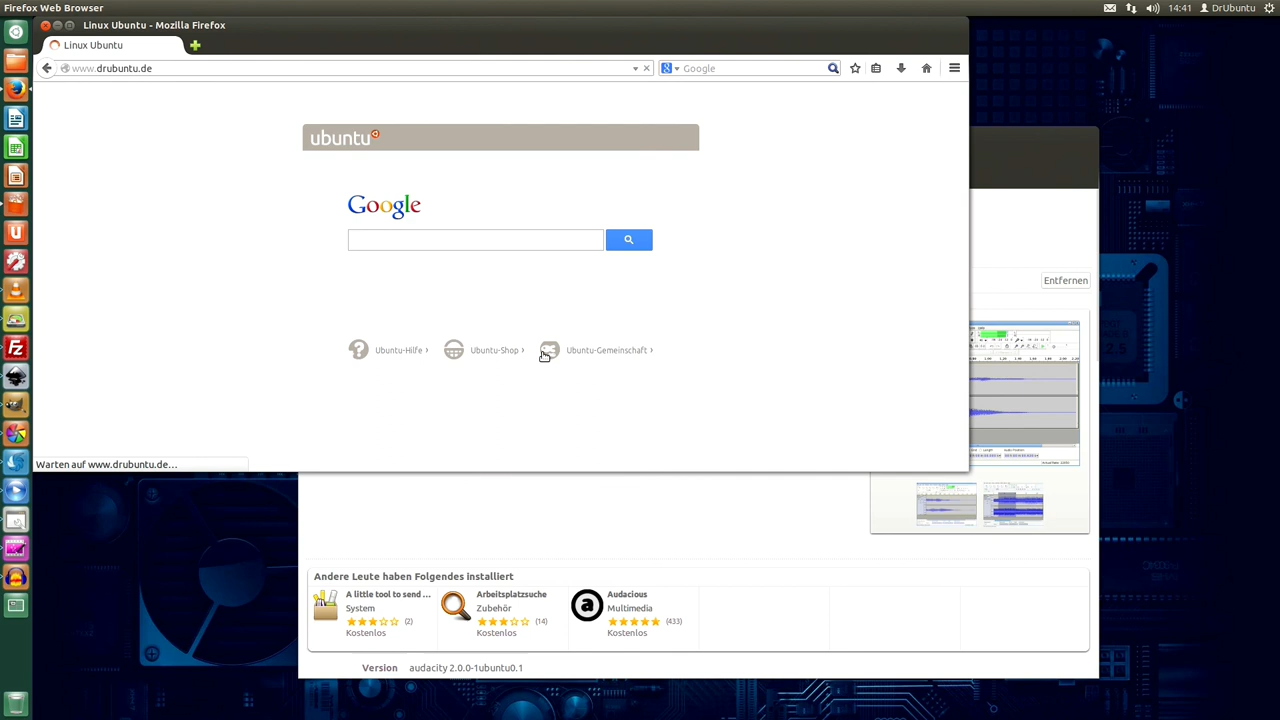 Firefox Web Browser
14:41
DrUbuntu
Linux Ubuntu - Mozilla Firefox
Linux Ubuntu
www.drubuntu.de
Google
ubuntu
Google
Ubuntu-Hilfe ›
Ubuntu-Shop ›
Ubuntu-Gemeinschaft ›
Entfernen
Warten auf www.drubuntu.de...
Andere Leute haben Folgendes installiert
A little tool to send ...
System
(2)
Kostenlos
Arbeitsplatzsuche
Zubehör
(14)
Kostenlos
Audacious
Multimedia
(433)
Kostenlos
Version audacity 2.0.0-1ubuntu0.1